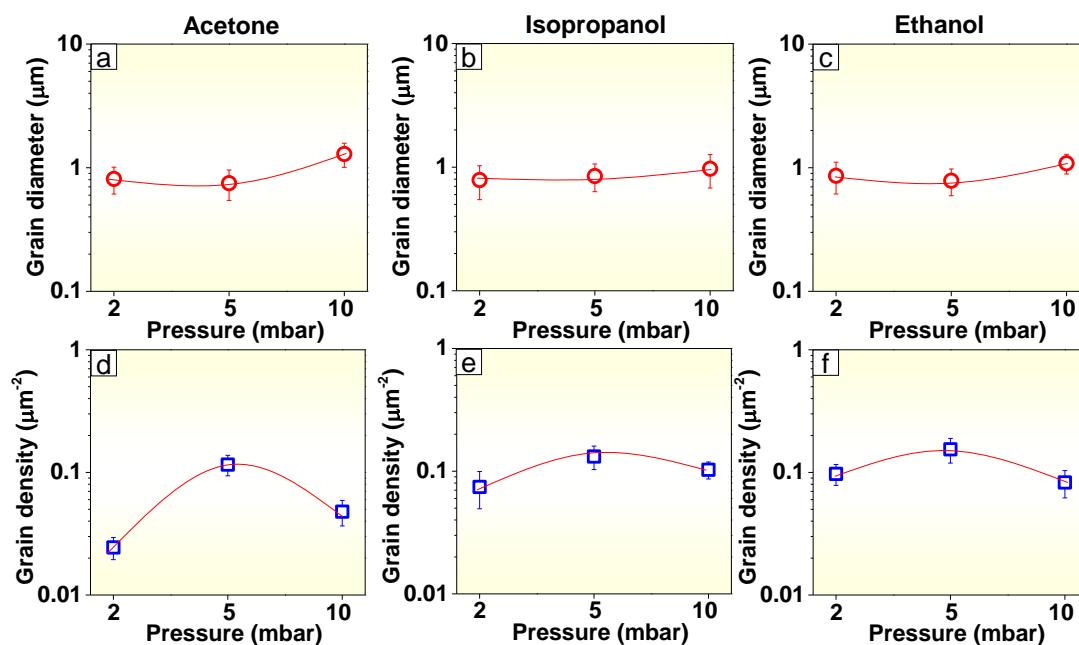 Acetone Isopropanol Ethanol
a
10
1
0.1
Grain diameter (μm)
2 5 10
Pressure (mbar)
b
10
1
0.1
Grain diameter (μm)
2 5 10
Pressure (mbar)
c
10
1
0.1
Grain diameter (μm)
2 5 10
Pressure (mbar)
d
1
0.1
0.01
Grain density (μm⁻²)
2 5 10
Pressure (mbar)
e
1
0.1
0.01
Grain density (μm⁻²)
2 5 10
Pressure (mbar)
f
1
0.1
0.01
Grain density (μm⁻²)
2 5 10
Pressure (mbar)